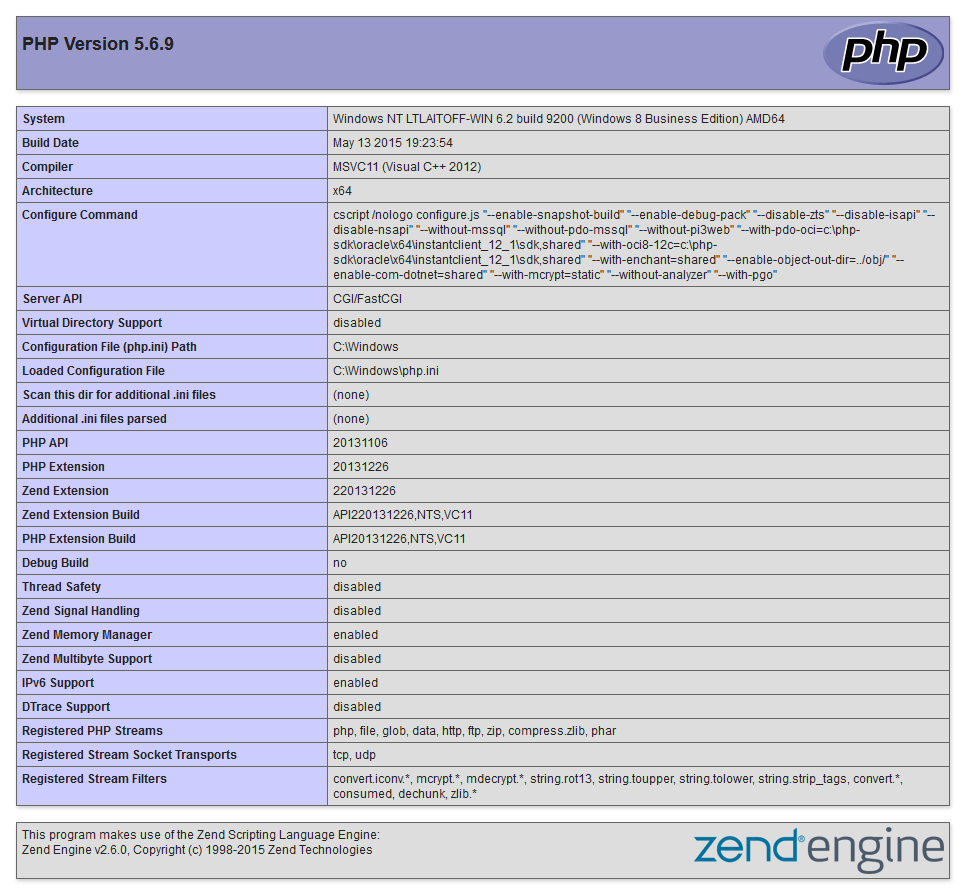 PHP Version 5.6.9
php
System Windows NT LTLAITOFF-WIN 6.2 build 9200 (Windows 8 Business Edition) AMD64
Build Date May 13 2015 19:23:54
Compiler MSVC11 (Visual C++ 2012)
Architecture x64
Configure Command cscript /nologo configure.js "--enable-snapshot-build" "--enable-debug-pack" "--disable-zts" "--disable-isapi" "--
disable-nsapi" "--without-mssql" "--without-pdo-mssql" "--without-pi3web" "--with-pdo-oci=c:\php-
sdk\oracle\x64\instantclient_12_1\sdk,shared" "--with-oci8-12c=c:\php-
sdk\oracle\x64\instantclient_12_1\sdk,shared" "--with-enchant=shared" "--enable-object-out-dir=../obj/" "--
enable-com-dotnet=shared" "--with-mcrypt=static" "--without-analyzer" "--with-pgo"
Server API CGI/FastCGI
Virtual Directory Support disabled
Configuration File (php.ini) Path C:\Windows
Loaded Configuration File C:\Windows\php.ini
Scan this dir for additional .ini files (none)
Additional .ini files parsed (none)
PHP API 20131106
PHP Extension 20131226
Zend Extension 220131226
Zend Extension Build API220131226,NTS,VC11
PHP Extension Build API20131226,NTS,VC11
Debug Build no
Thread Safety disabled
Zend Signal Handling disabled
Zend Memory Manager enabled
Zend Multibyte Support disabled
IPv6 Support enabled
DTrace Support disabled
Registered PHP Streams php, file, glob, data, http, ftp, zip, compress.zlib, phar
Registered Stream Socket Transports tcp, udp
Registered Stream Filters convert.iconv.*, mcrypt.*, mdecrypt.*, string.rot13, string.toupper, string.tolower, string.strip_tags, convert.*,
consumed, dechunk, zlib.*
This program makes use of the Zend Scripting Language Engine:
Zend Engine v2.6.0, Copyright (c) 1998-2015 Zend Technologies
zend® engine